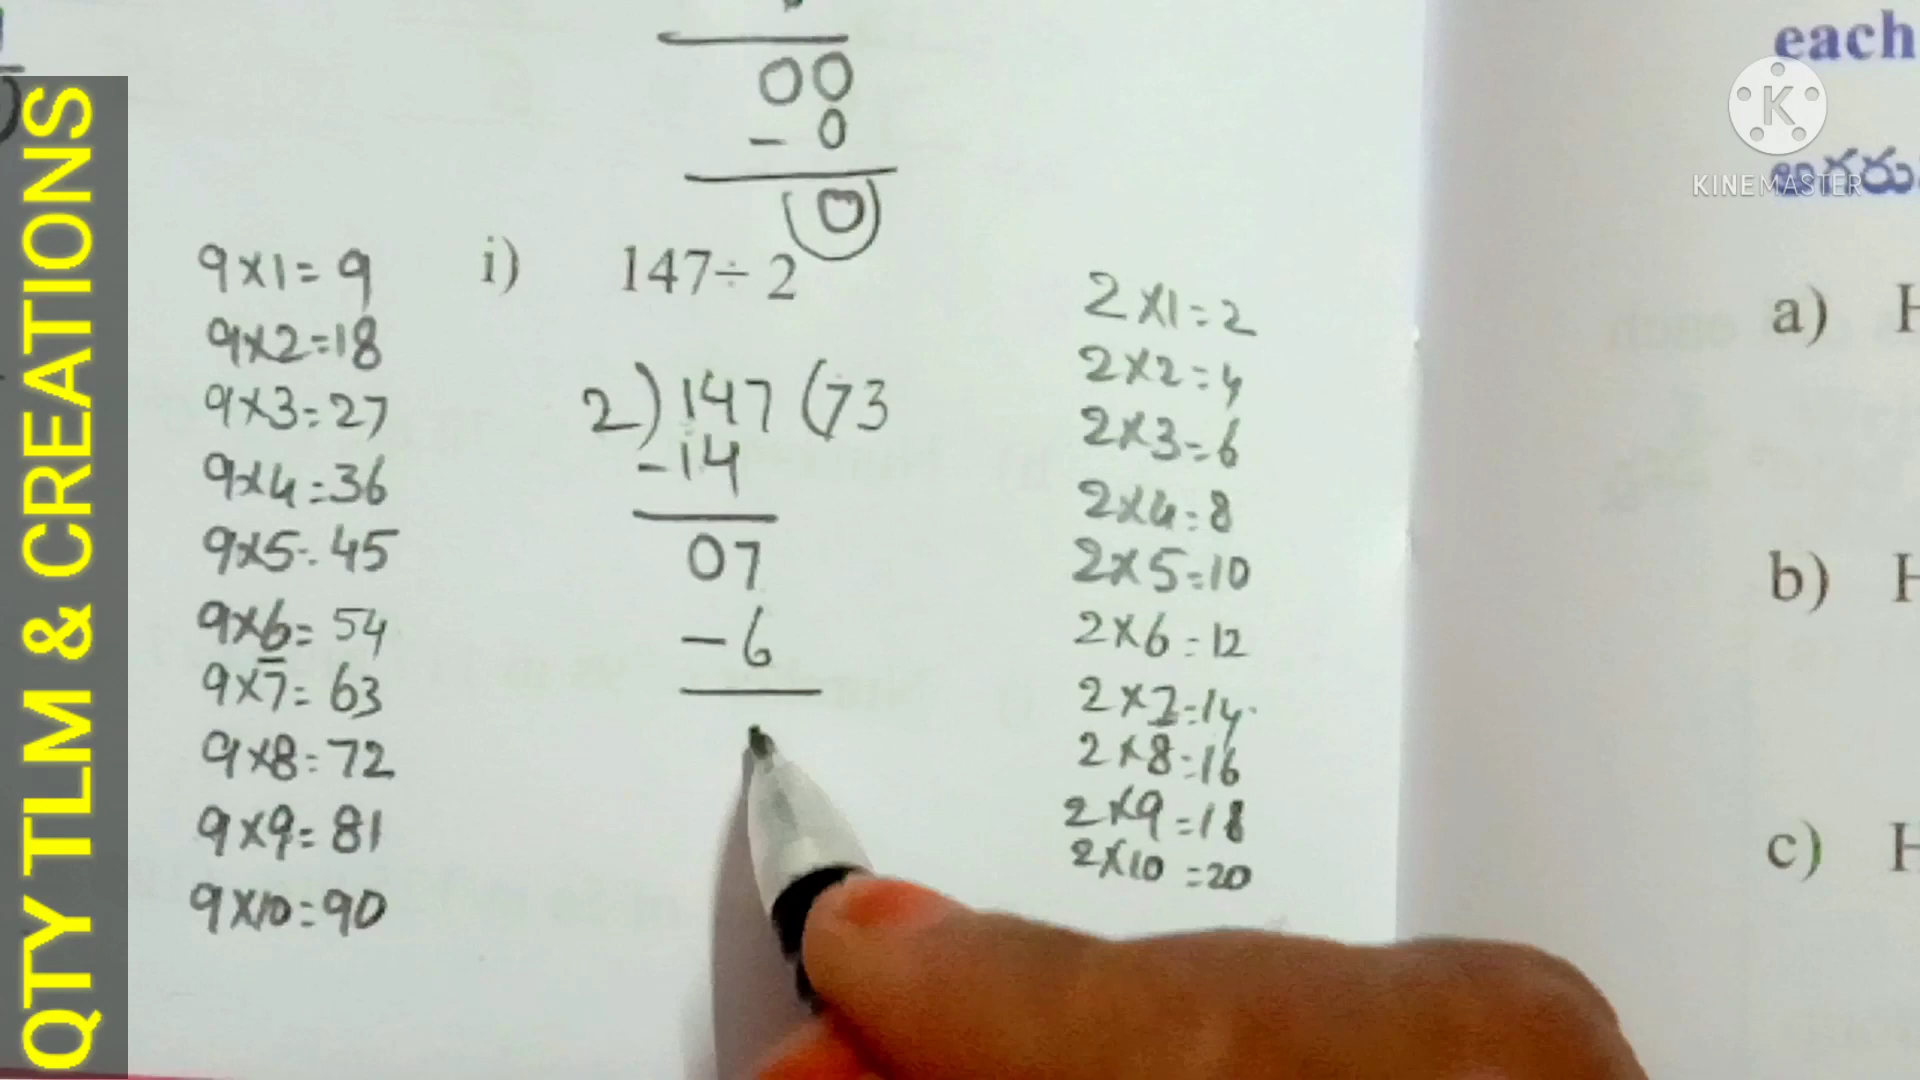 QTY TLM & CREATIONS
00
- 0
0
9x1=9
9x2=18
9x3=27
9x4=36
9x5=45
9x6=54
9x7=63
9x8=72
9x9=81
9x10=90
i) 147÷2
2)147(73
-14
07
-6
2x1=2
2x2=4
2x3=6
2x4=8
2x5=10
2x6=12
2x7=14
2x8=16
2x9=18
2x10=20
each
K
KINEMASTER
a) H
b) H
c) H